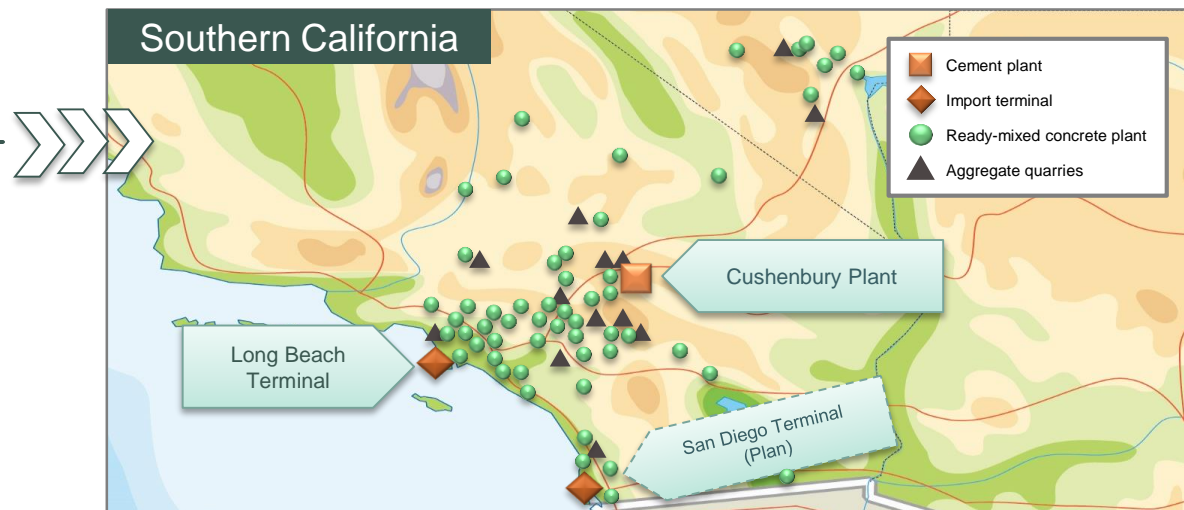 Southern California
Cement plant
Import terminal
Ready-mixed concrete plant
Aggregate quarries
Cushenbury Plant
Long Beach
Terminal
San Diego Terminal
(Plan)